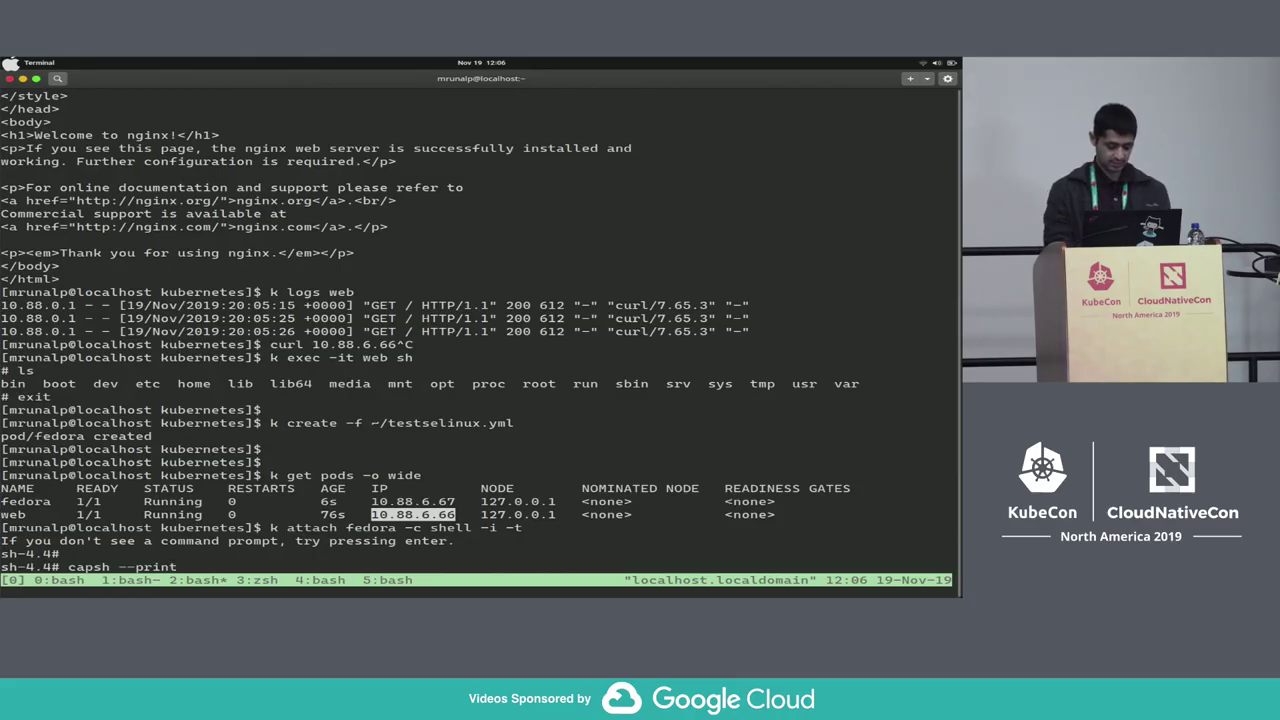 Terminal
Nov 19 12:06
mrunalp@localhost:~
</style>
</head>
<body>
<h1>Welcome to nginx!</h1>
<p>If you see this page, the nginx web server is successfully installed and
working. Further configuration is required.</p>
<p>For online documentation and support please refer to
<a href="http://nginx.org/">nginx.org</a>.<br/>
Commercial support is available at
<a href="http://nginx.com/">nginx.com</a>.</p>
<p><em>Thank you for using nginx.</em></p>
</body>
</html>
[mrunalp@localhost kubernetes]$ k logs web
10.88.0.1 - - [19/Nov/2019:20:05:15 +0000] "GET / HTTP/1.1" 200 612 "-" "curl/7.65.3" "-"
10.88.0.1 - - [19/Nov/2019:20:05:25 +0000] "GET / HTTP/1.1" 200 612 "-" "curl/7.65.3" "-"
10.88.0.1 - - [19/Nov/2019:20:05:26 +0000] "GET / HTTP/1.1" 200 612 "-" "curl/7.65.3" "-"
[mrunalp@localhost kubernetes]$ curl 10.88.6.66^C
[mrunalp@localhost kubernetes]$ k exec -it web sh
# ls
bin boot dev etc home lib lib64 media mnt opt proc root run sbin srv sys tmp usr var
# exit
[mrunalp@localhost kubernetes]$
[mrunalp@localhost kubernetes]$ k create -f ~/testselinux.yml
pod/fedora created
[mrunalp@localhost kubernetes]$
[mrunalp@localhost kubernetes]$
[mrunalp@localhost kubernetes]$ k get pods -o wide
NAME READY STATUS RESTARTS AGE IP NODE NOMINATED NODE READINESS GATES
fedora 1/1 Running 0 6s 10.88.6.67 127.0.0.1 <none> <none>
web 1/1 Running 0 76s 10.88.6.66 127.0.0.1 <none> <none>
[mrunalp@localhost kubernetes]$ k attach fedora -c shell -i -t
If you don't see a command prompt, try pressing enter.
sh-4.4#
sh-4.4# capsh --print
[0] 0:bash 1:bash- 2:bash* 3:zsh 4:bash 5:bash "localhost.localdomain" 12:06 19-Nov-19
KubeCon CloudNativeCon
North America 2019
KubeCon CloudNativeCon
North America 2019
Videos Sponsored by Google Cloud